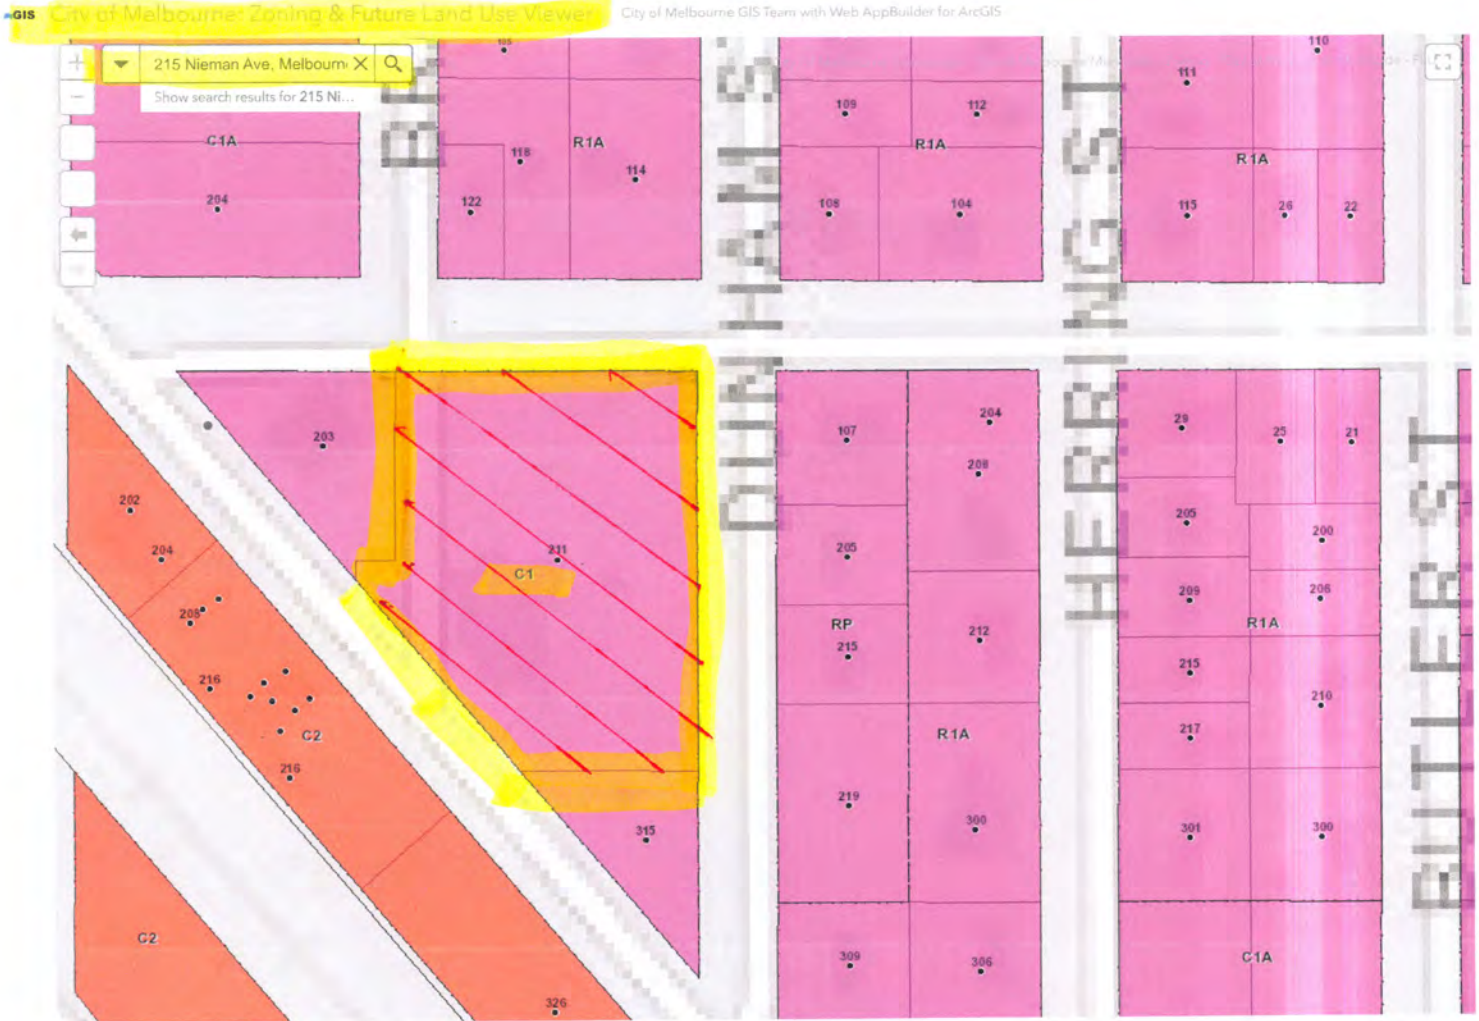 GIS City of Melbourne: Zoning & Future Land Use Viewer City of Melbourne GIS Team with Web AppBuilder for ArcGIS
215 Nieman Ave, Melbourn
Show search results for 215 Ni...
C1A
204
118
R1A
114
122
109
112
R1A
108
104
110
111
R1A
115
26
22
DUNHAM ST
HERRING ST
BUTLER ST
203
211
C1
315
202
204
208
216
C2
216
C2
326
107
204
208
205
RP
215
212
R1A
219
300
309
306
29
25
21
205
200
209
206
R1A
215
210
217
301
300
C1A